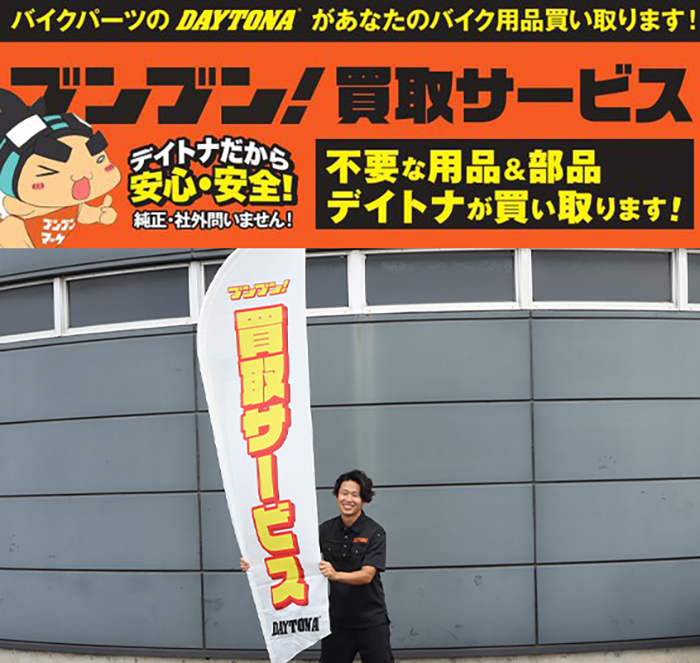 バイクパーツの DAYTONA があなたのバイク用品買い取ります!
ブンブン!買取サービス
デイトナだから
安心・安全!
純正・社外問いません!
不要な用品&部品
デイトナが買い取ります!
ブンブン
マーケ
ブンブン!
買取サービス
DAYTONA